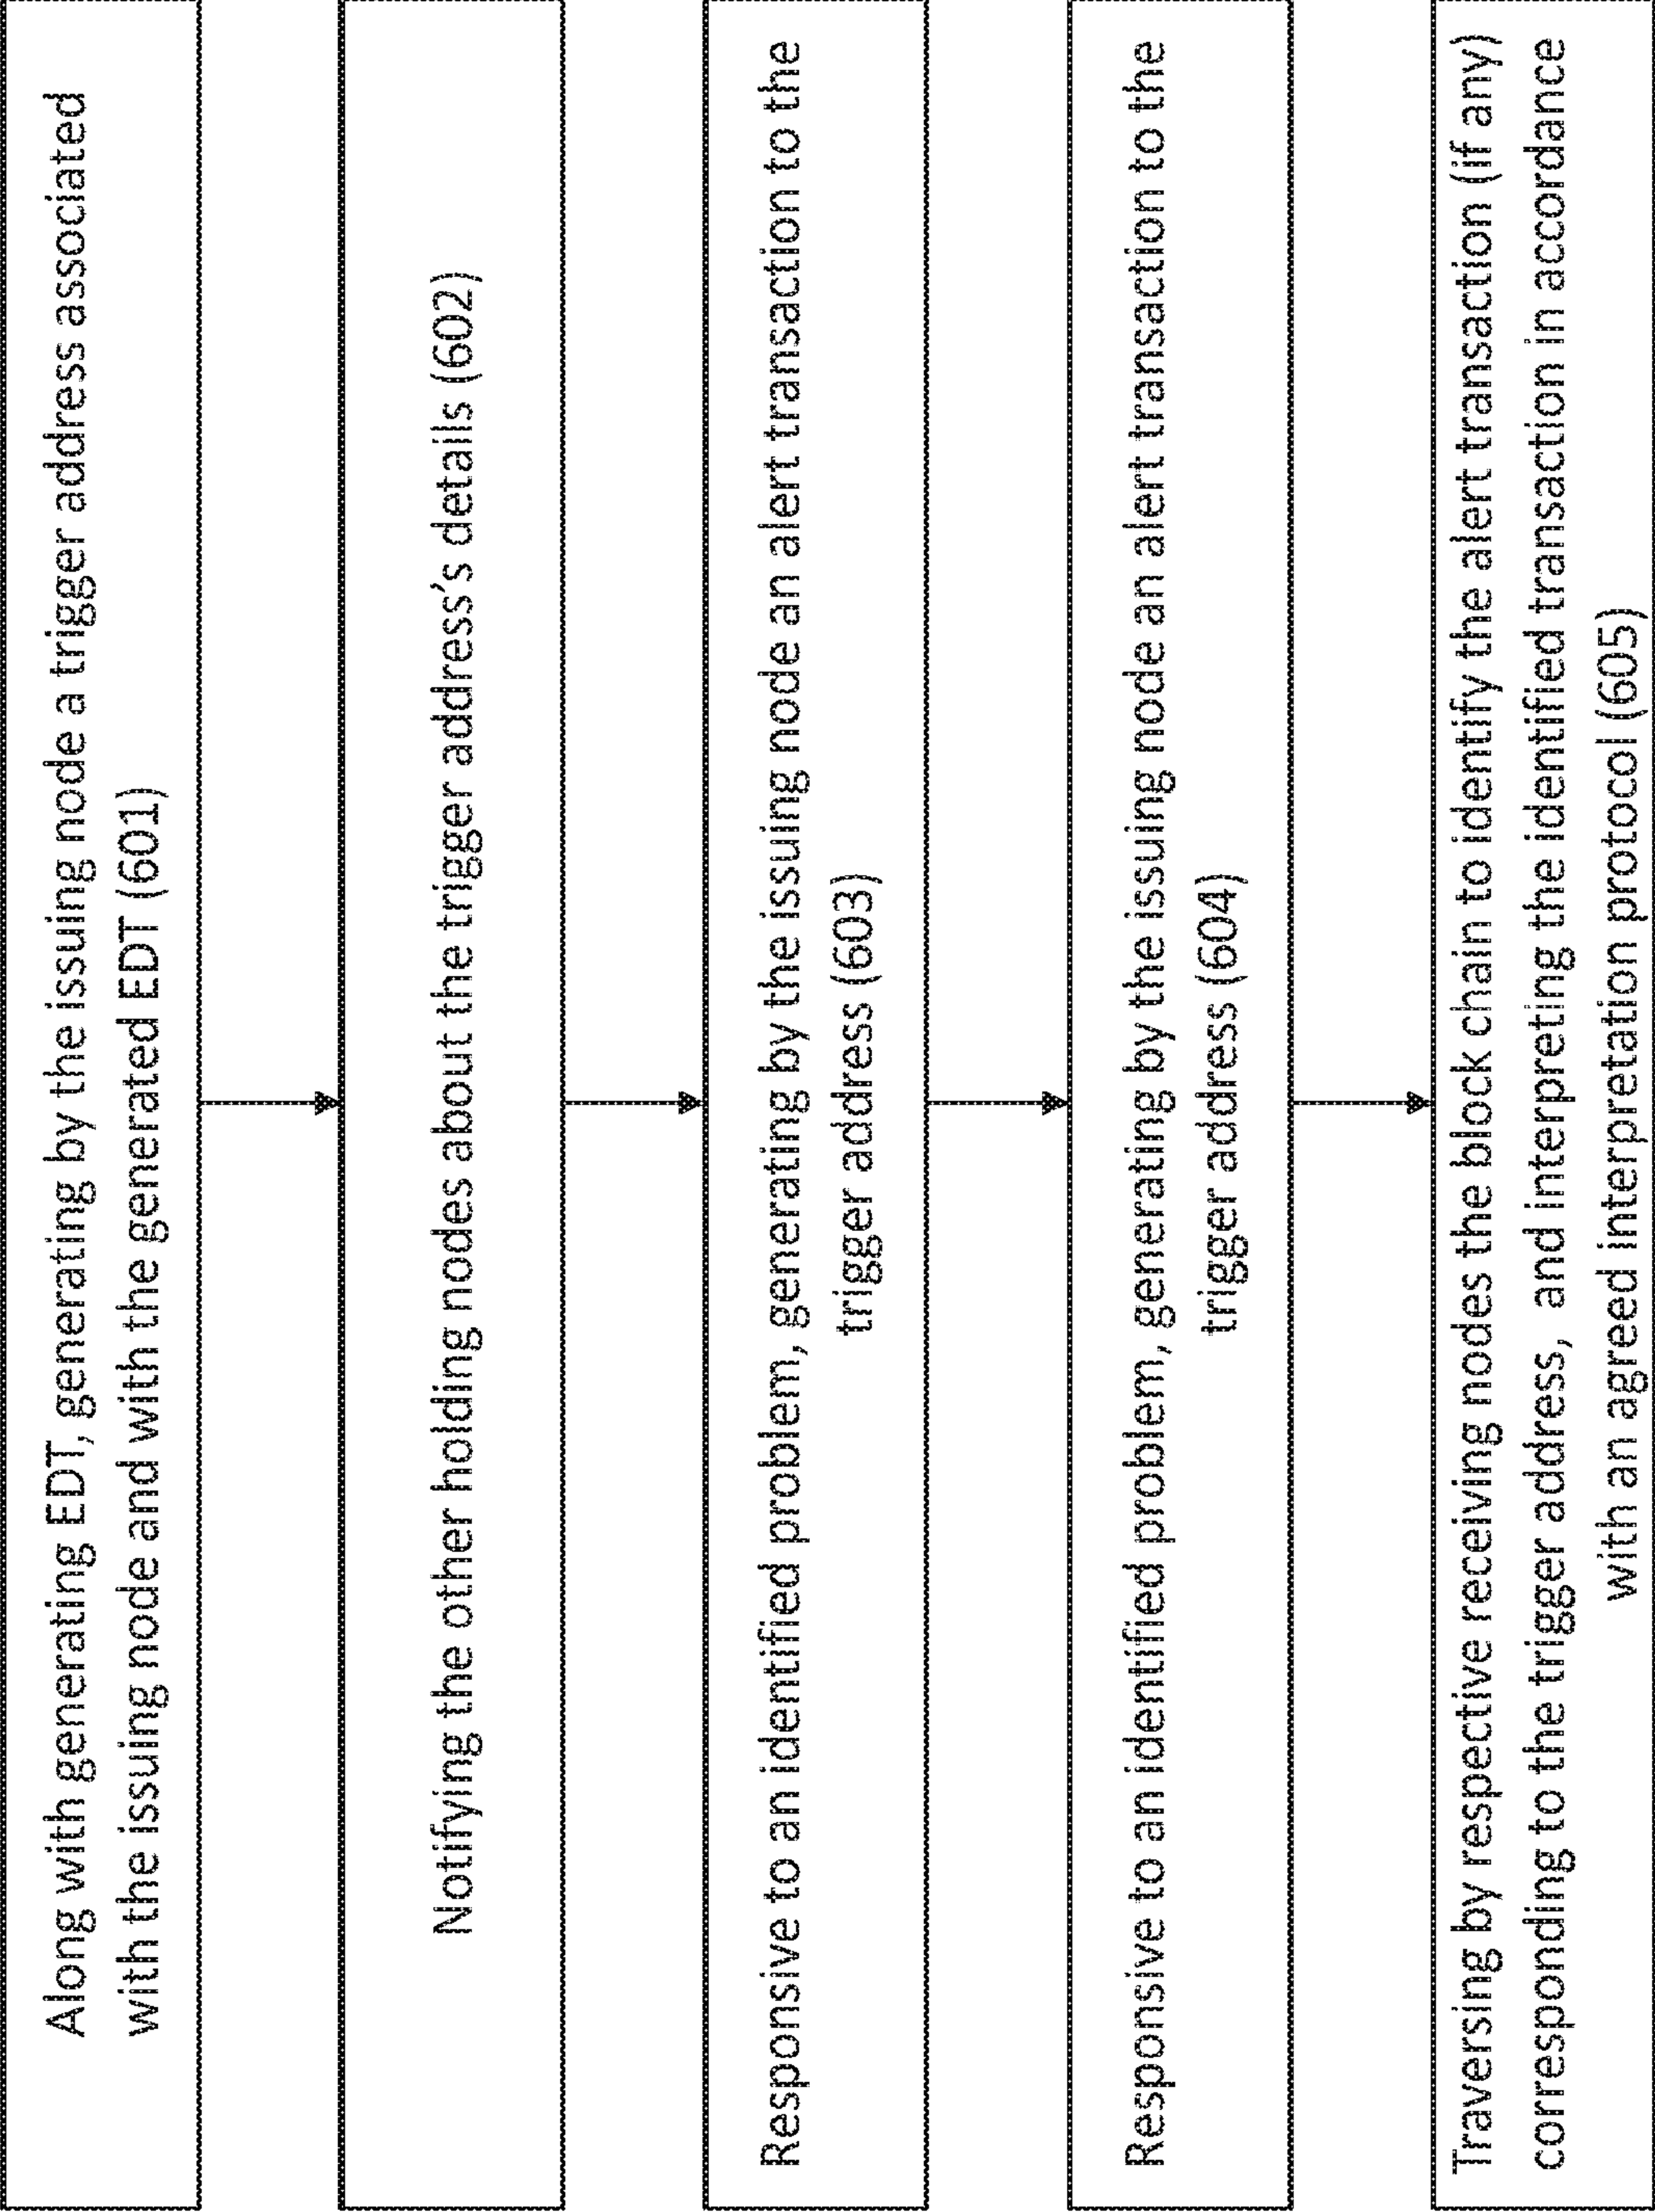 Along with generating EDT, generating by the issuing node a trigger address associated
with the issuing node and with the generated EDT (601)
Notifying the other holding nodes about the trigger address's details (602)
Responsive to an identified problem, generating by the issuing node an alert transaction to the
trigger address (603)
Responsive to an identified problem, generating by the issuing node an alert transaction to the
trigger address (604)
Traversing by respective receiving nodes the block chain to identify the alert transaction (if any)
corresponding to the trigger address, and interpreting the identified transaction in accordance
with an agreed interpretation protocol (605)